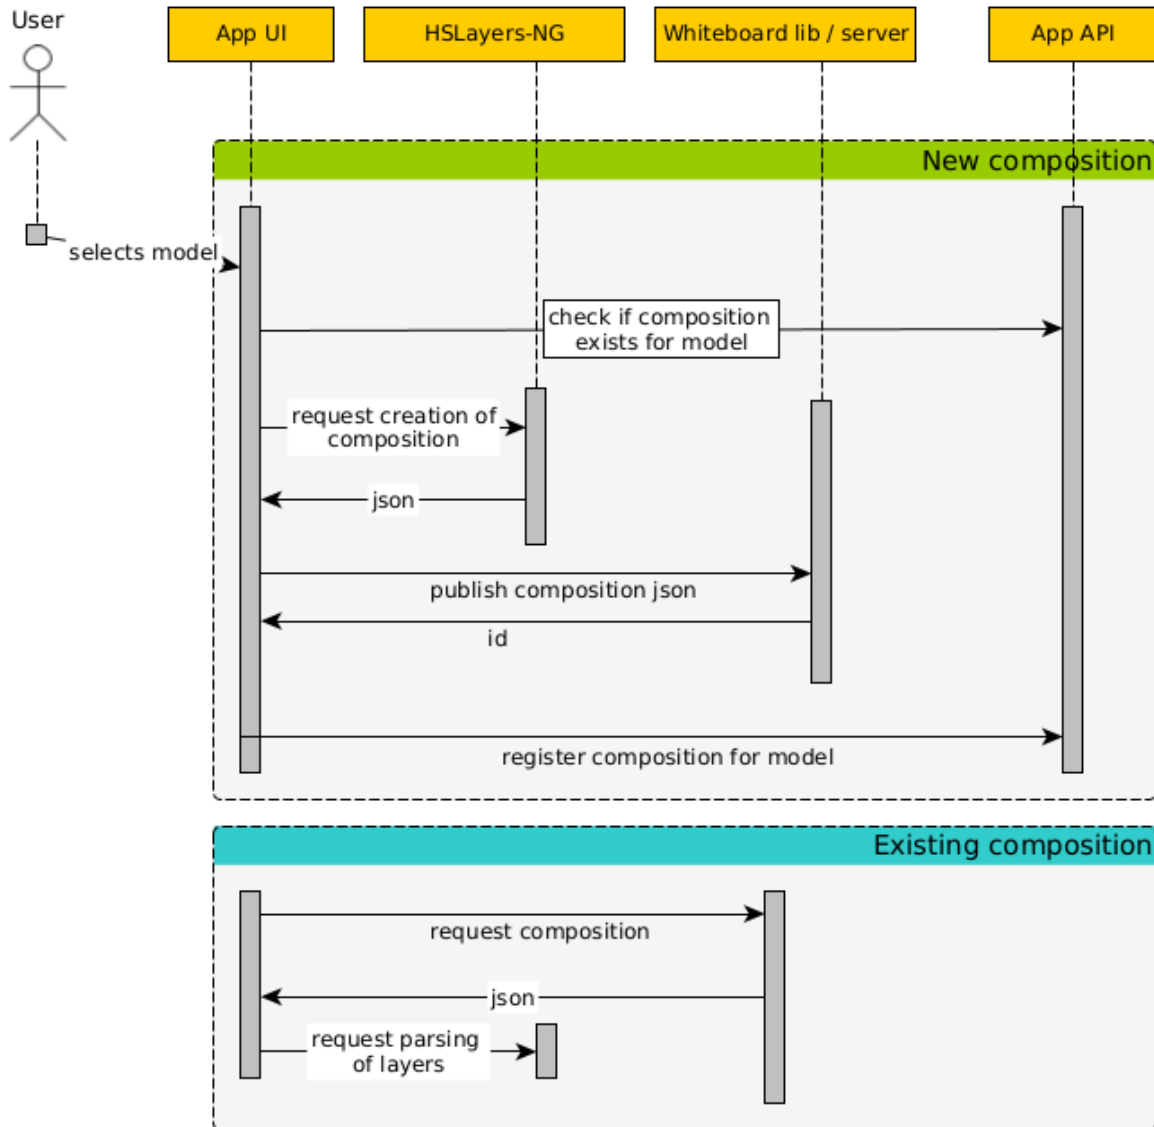 User
App UI
HSLayers-NG
Whiteboard lib / server
App API
New composition
selects model
check if composition
exists for model
request creation of
composition
json
publish composition json
id
register composition for model
Existing composition
request composition
json
request parsing
of layers